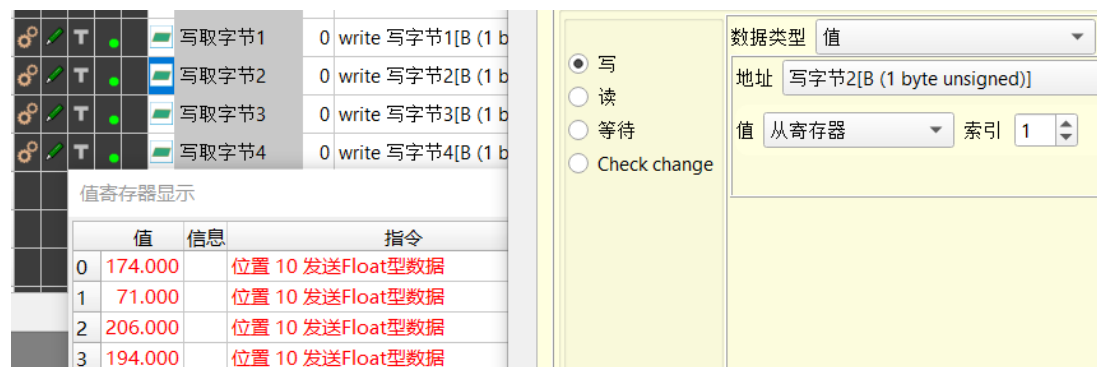 T 写取字节1 0 write 写字节1[B (1 b
T 写取字节2 0 write 写字节2[B (1 b
T 写取字节3 0 write 写字节3[B (1 b
T 写取字节4 0 write 写字节4[B (1 b
值寄存器显示
值 信息 指令
0 174.000 位置 10 发送Float型数据
1 71.000 位置 10 发送Float型数据
2 206.000 位置 10 发送Float型数据
3 194.000 位置 10 发送Float型数据
写
读
等待
Check change
数据类型 值
地址 写字节2[B (1 byte unsigned)]
值 从寄存器 索引 1